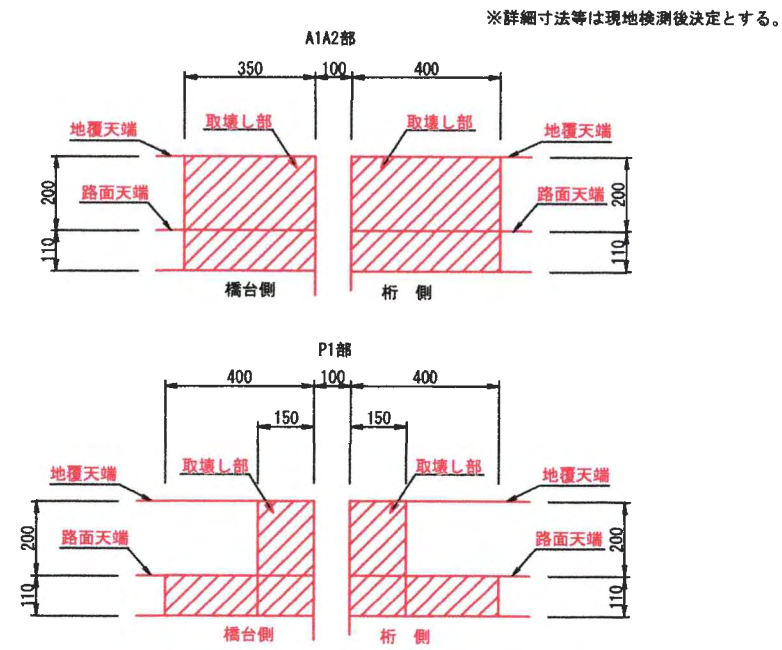 ※詳細寸法等は現地検測後決定とする。
A1A2部
350 100 400
地覆天端 取壊し部 取壊し部 地覆天端
200 路面天端 路面天端 200
110 110
橋台側 桁 側
P1部
400 100 400
150 150
地覆天端 取壊し部 取壊し部 地覆天端
200 路面天端 路面天端 200
110 110
橋台側 桁 側